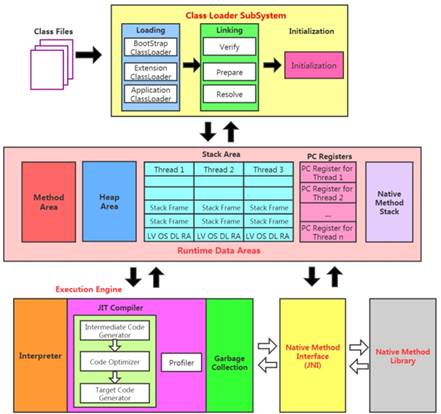 Class Loader SubSystem
Class Files
Loading
Linking
Initialization
BootStrap
ClassLoader
Extension
ClassLoader
Application
ClassLoader
Verify
Prepare
Resolve
Initialization
Stack Area
PC Registers
Method
Area
Heap
Area
Thread 1
Thread 2
Thread 3
Stack Frame
Stack Frame
Stack Frame
Stack Frame
Stack Frame
Stack Frame
LV OS DL RA
LV OS DL RA
LV OS DL RA
PC Register for
Thread 1
PC Register for
Thread 2
...
PC Register for
Thread n
Native
Method
Stack
Runtime Data Areas
Execution Engine
Interpreter
JIT Compiler
Intermediate Code
Generator
Code Optimizer
Target Code
Generator
Profiler
Garbage
Collection
Native Method
Interface
(JNI)
Native Method
Library